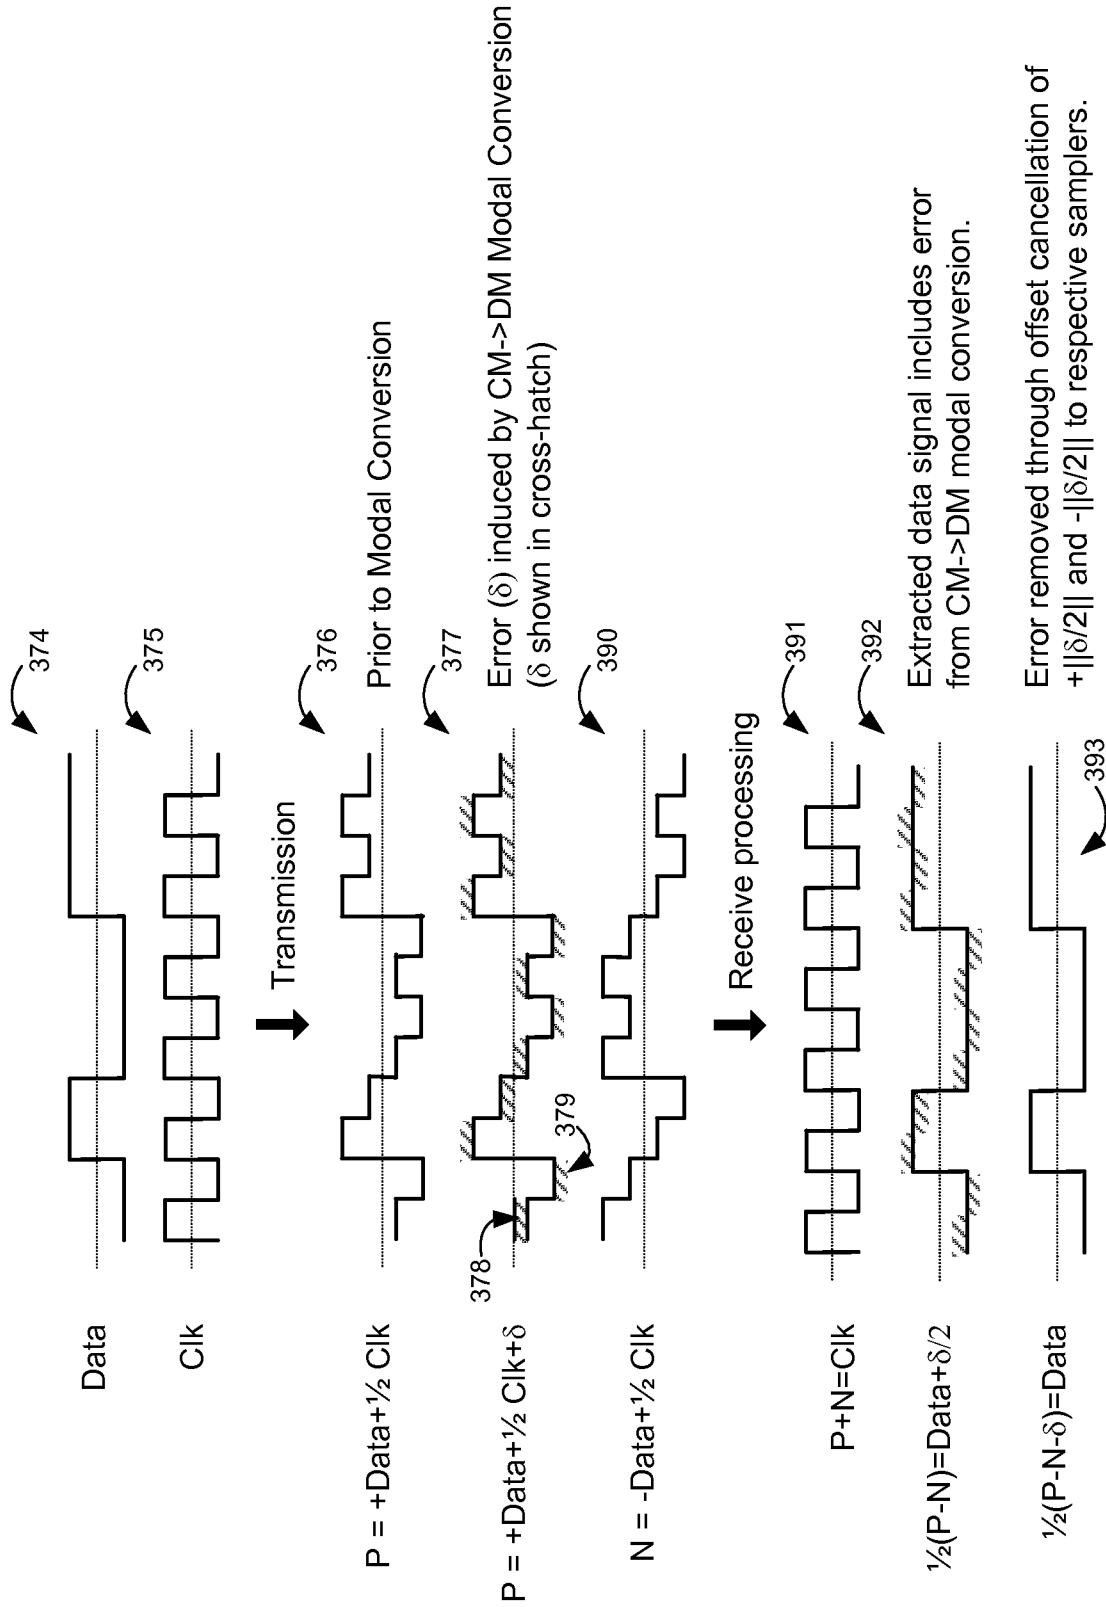 Data
374
Clk
375
Transmission
P = +Data+½ Clk
376
Prior to Modal Conversion
P = +Data+½ Clk+δ
378
379
377
Error (δ) induced by CM->DM Modal Conversion
(δ shown in cross-hatch)
N = -Data+½ Clk
390
Receive processing
P+N=Clk
391
½(P-N)=Data+δ/2
392
Extracted data signal includes error
from CM->DM modal conversion.
½(P-N-δ)=Data
393
Error removed through offset cancellation of
+||δ/2|| and -||δ/2|| to respective samplers.